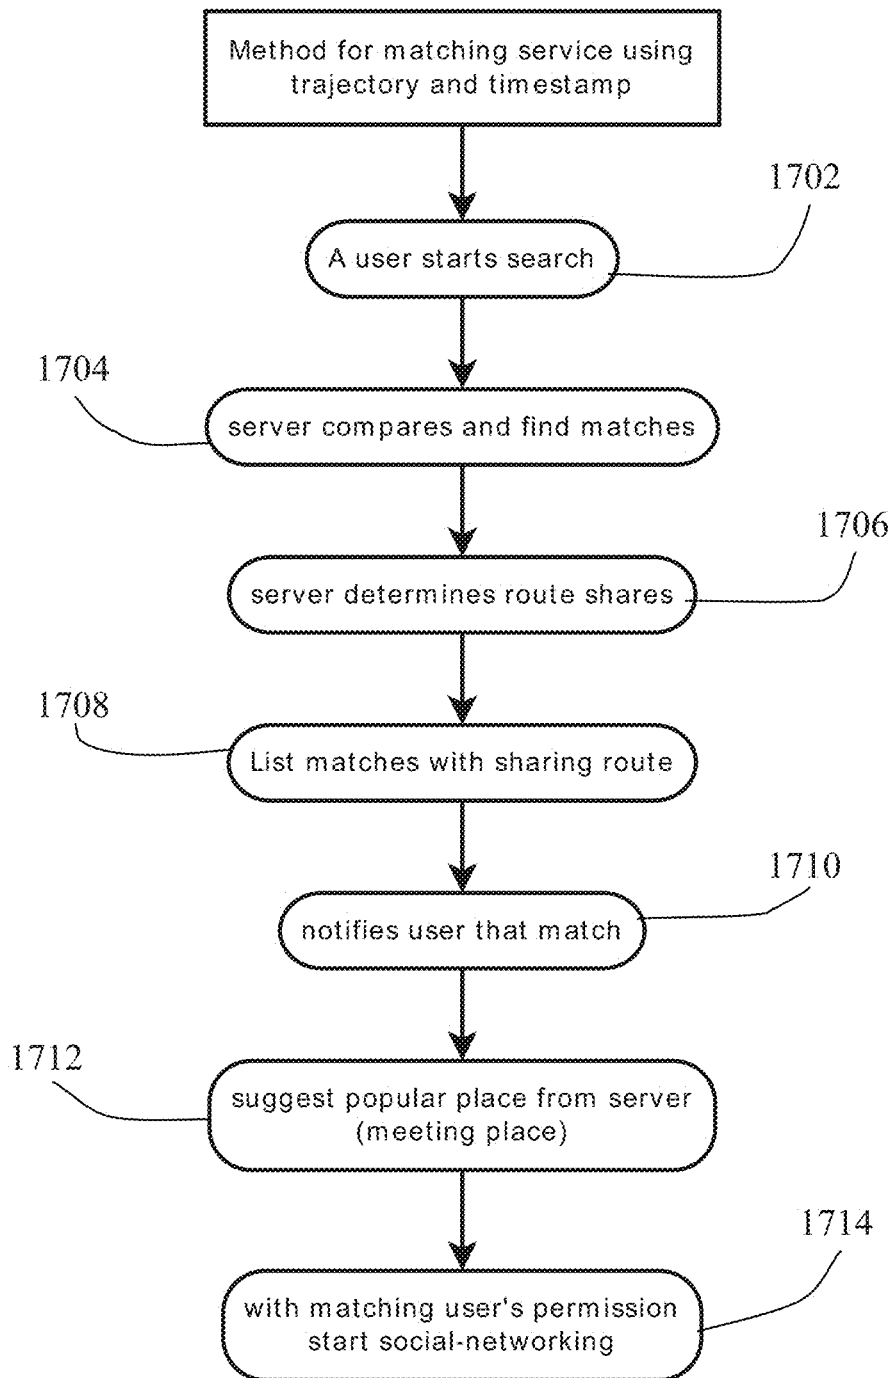 Method for matching service using
trajectory and timestamp
1702
A user starts search
1704
server compares and find matches
1706
server determines route shares
1708
List matches with sharing route
1710
notifies user that match
1712
suggest popular place from server
(meeting place)
1714
with matching user's permission
start social-networking